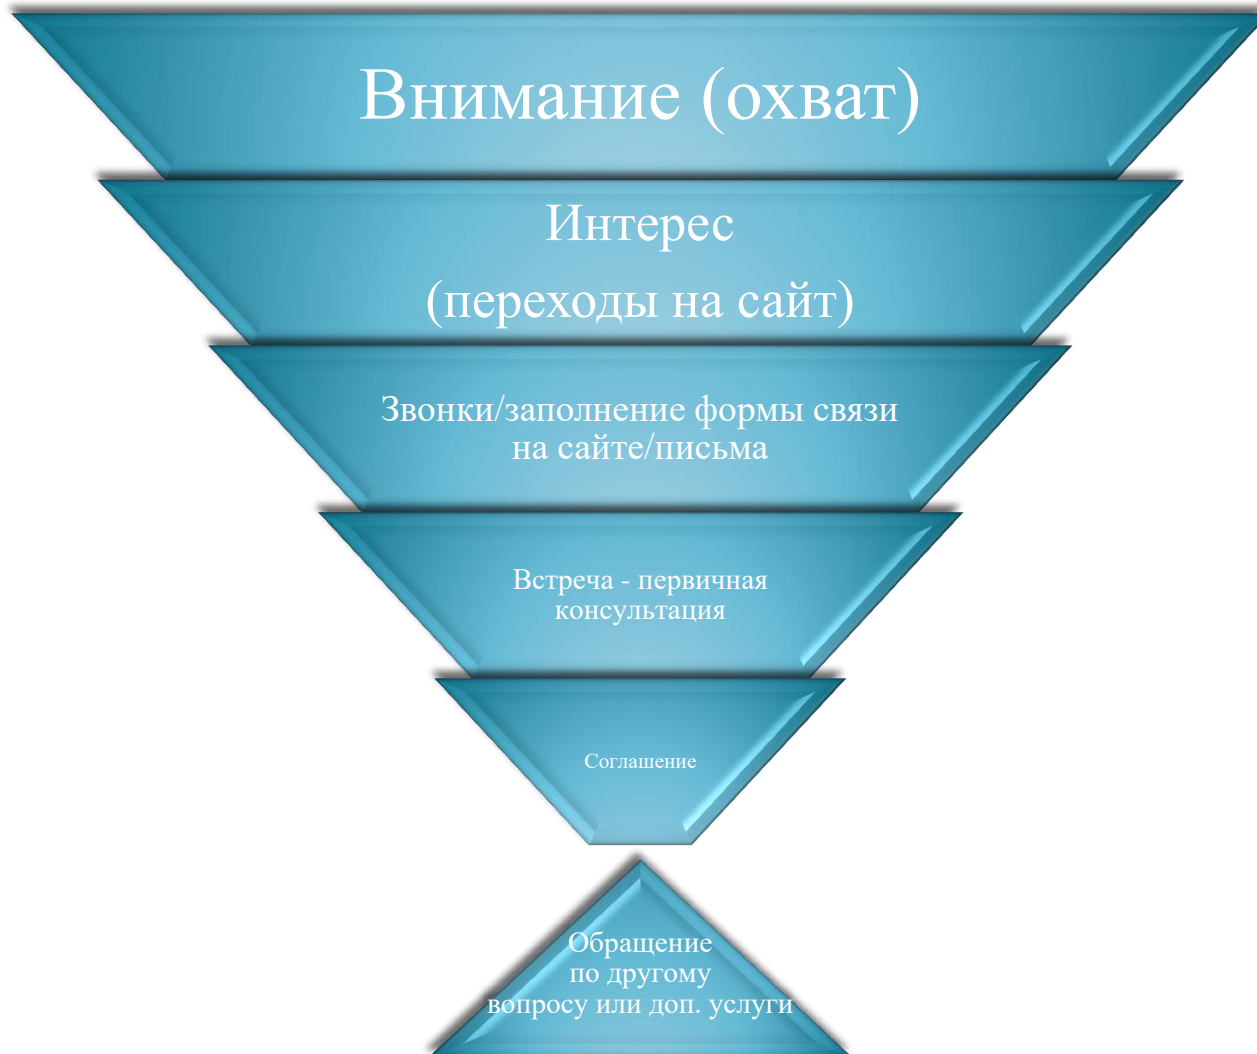 Внимание (охват)
Интерес
(переходы на сайт)
Звонки/заполнение формы связи
на сайте/письма
Встреча - первичная
консультация
Соглашение
Обращение
по другому
вопросу или доп. услуги